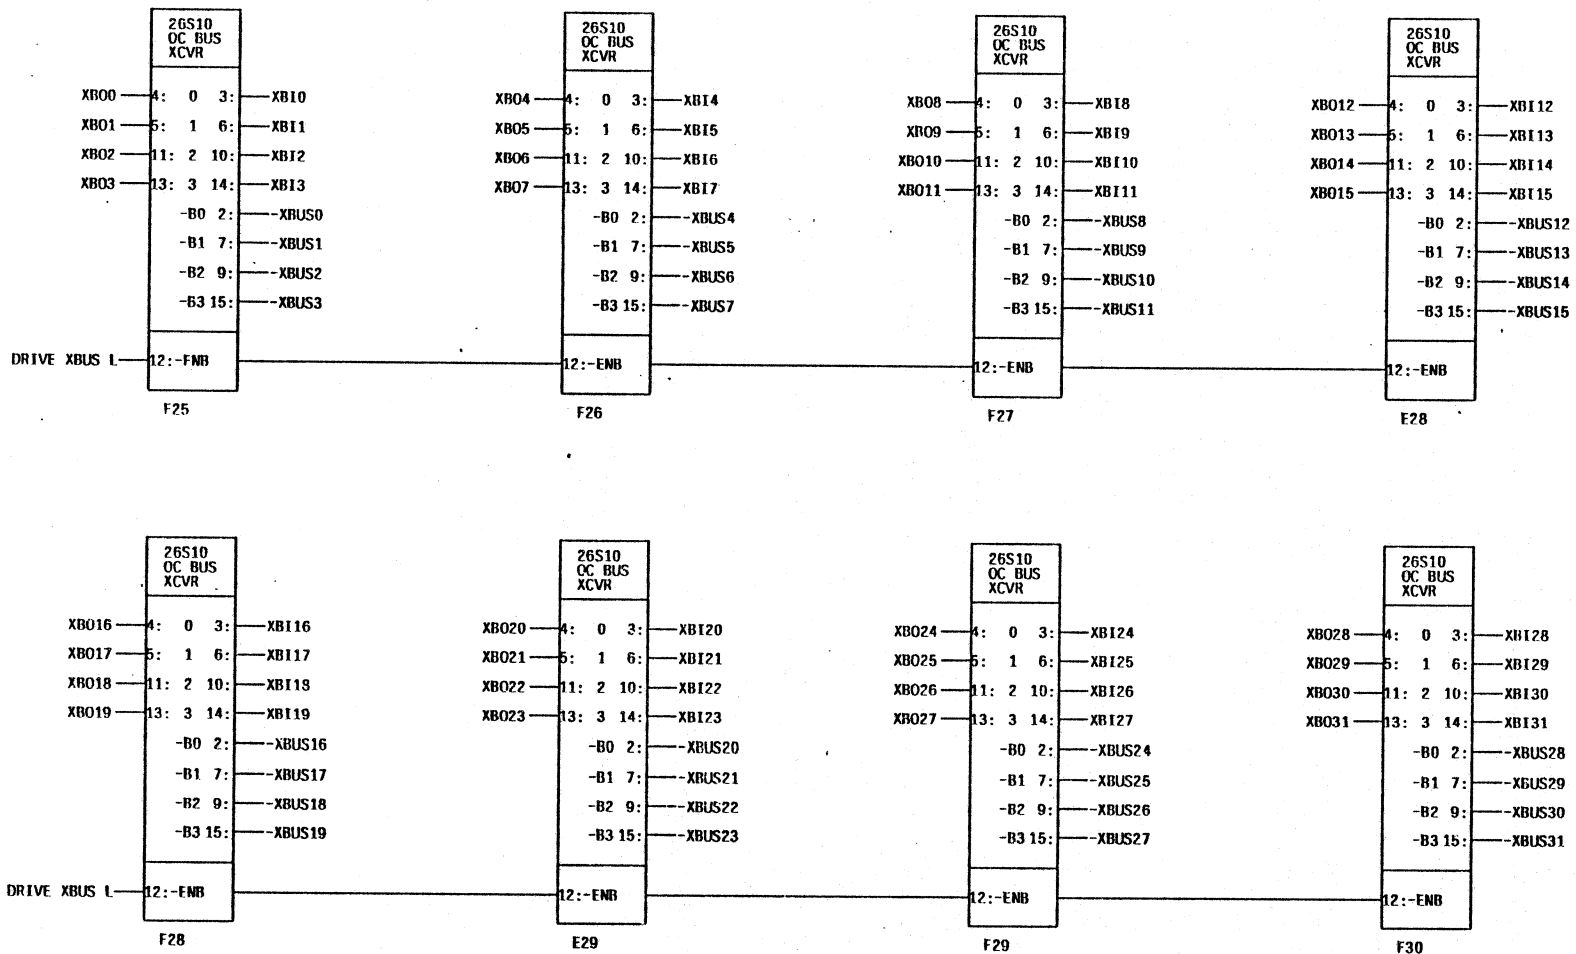 26S10 26S10 26S10 26S10
OC BUS OC BUS OC BUS OC BUS
XCVR XCVR XCVR XCVR
XBO0 4: 0 3: XBI0 XBO4 4: 0 3: XBI4 XBO8 4: 0 3: XBI8 XBO12 4: 0 3: XBI12
XBO1 5: 1 6: XBI1 XBO5 5: 1 6: XBI5 XBO9 5: 1 6: XBI9 XBO13 5: 1 6: XBI13
XBO2 11: 2 10: XBI2 XBO6 11: 2 10: XBI6 XBO10 11: 2 10: XBI10 XBO14 11: 2 10: XBI14
XBO3 13: 3 14: XBI3 XBO7 13: 3 14: XBI7 XBO11 13: 3 14: XBI11 XBO15 13: 3 14: XBI15
-B0 2: -XBUS0 -B0 2: -XBUS4 -B0 2: -XBUS8 -B0 2: -XBUS12
-B1 7: -XBUS1 -B1 7: -XBUS5 -B1 7: -XBUS9 -B1 7: -XBUS13
-B2 9: -XBUS2 -B2 9: -XBUS6 -B2 9: -XBUS10 -B2 9: -XBUS14
-B3 15: -XBUS3 -B3 15: -XBUS7 -B3 15: -XBUS11 -B3 15: -XBUS15
DRIVE XBUS L 12:-ENB 12:-ENB 12:-ENB 12:-ENB
F25 F26 F27 E28
26S10 26S10 26S10 26S10
OC BUS OC BUS OC BUS OC BUS
XCVR XCVR XCVR XCVR
XBO16 4: 0 3: XBI16 XBO20 4: 0 3: XBI20 XBO24 4: 0 3: XBI24 XBO28 4: 0 3: XBI28
XBO17 5: 1 6: XBI17 XBO21 5: 1 6: XBI21 XBO25 5: 1 6: XBI25 XBO29 5: 1 6: XBI29
XBO18 11: 2 10: XBI18 XBO22 11: 2 10: XBI22 XBO26 11: 2 10: XBI26 XBO30 11: 2 10: XBI30
XBO19 13: 3 14: XBI19 XBO23 13: 3 14: XBI23 XBO27 13: 3 14: XBI27 XBO31 13: 3 14: XBI31
-B0 2: -XBUS16 -B0 2: -XBUS20 -B0 2: -XBUS24 -B0 2: -XBUS28
-B1 7: -XBUS17 -B1 7: -XBUS21 -B1 7: -XBUS25 -B1 7: -XBUS29
-B2 9: -XBUS18 -B2 9: -XBUS22 -B2 9: -XBUS26 -B2 9: -XBUS30
-B3 15: -XBUS19 -B3 15: -XBUS23 -B3 15: -XBUS27 -B3 15: -XBUS31
DRIVE XBUS L 12:-ENB 12:-ENB 12:-ENB 12:-ENB
F28 E29 F29 F30